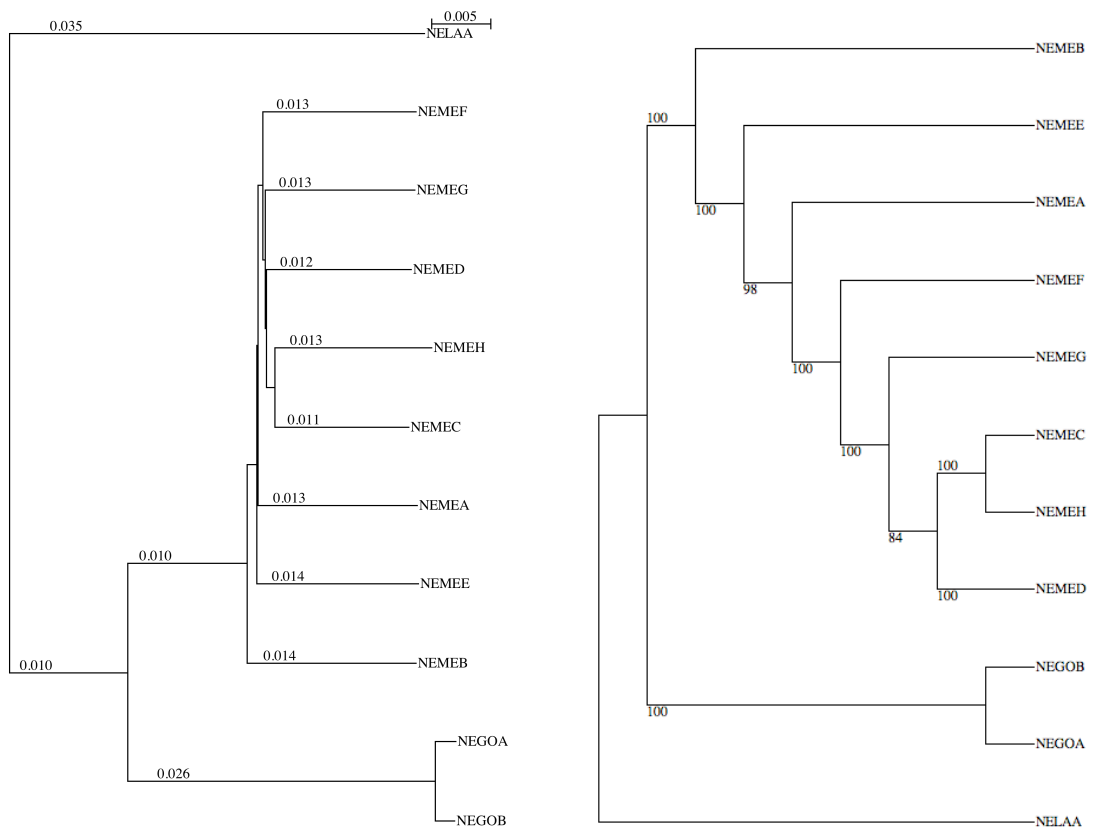 0.005
0.035
NELAA
0.013
NEMEF
0.013
NEMEG
0.012
NEMED
0.013
NEMEH
0.011
NEMEC
0.013
NEMEA
0.010
0.014
NEMEE
0.014
NEMEB
0.010
NEGOA
0.026
NEGOB
NEMEB
100
NEMEE
100
NEMEA
98
NEMEF
100
NEMEG
100
NEMEC
100
NEMEH
84
NEMED
100
NEGOB
100
NEGOA
NELAA